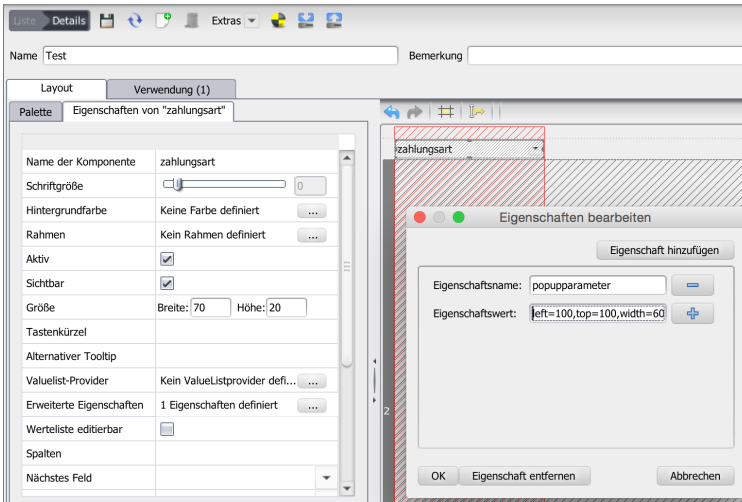 Liste Details Extras
Name Test Bemerkung
Layout Verwendung (1)
Palette Eigenschaften von "zahlungsart"
Name der Komponente zahlungsart
Schriftgröße 0
Hintergrundfarbe Keine Farbe definiert ...
Rahmen Kein Rahmen definiert ...
Aktiv
Sichtbar
Größe Breite: 70 Höhe: 20
Tastenkürzel
Alternativer Tooltip
Valuelist-Provider Kein ValueListprovider defi... ...
Erweiterte Eigenschaften 1 Eigenschaften definiert ...
Werteliste editierbar
Spalten
Nächstes Feld
zahlungsart
2
Eigenschaften bearbeiten
Eigenschaft hinzufügen
Eigenschaftsname: popupparameter
Eigenschaftswert: left=100,top=100,width=60
OK Eigenschaft entfernen Abbrechen